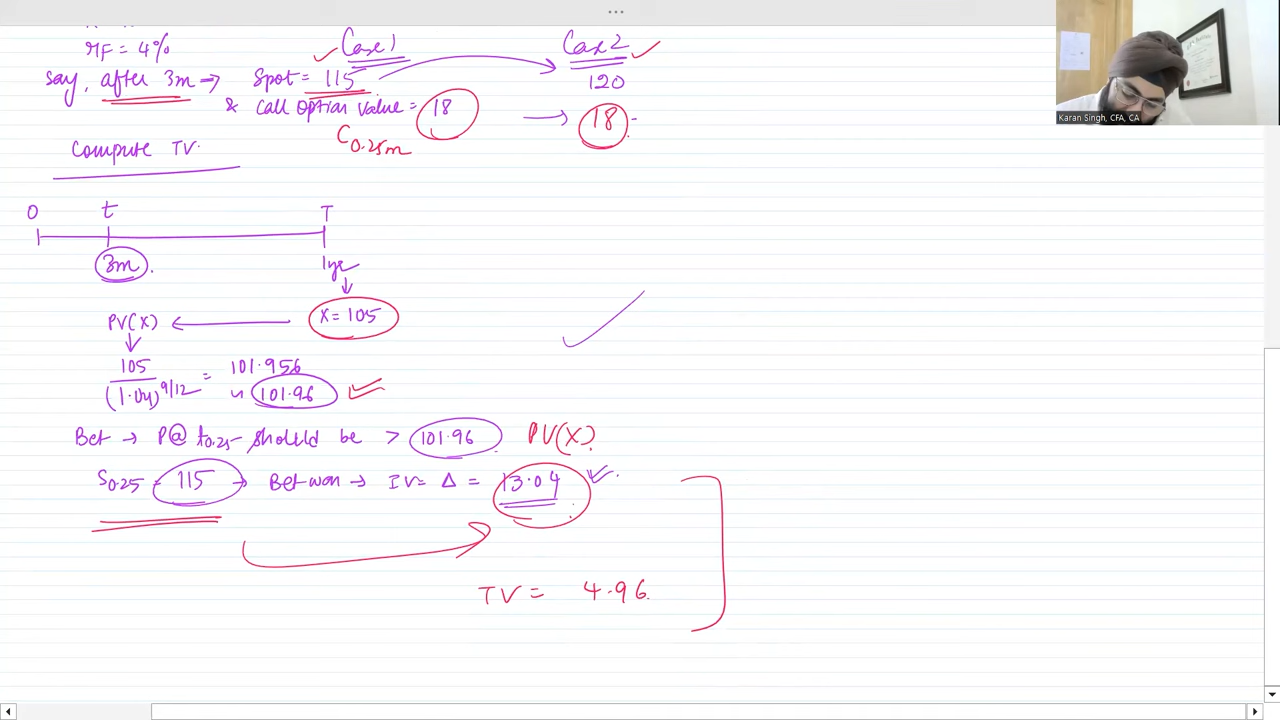 rF = 4%
Case 1 Case 2
Say, after 3m → Spot = 115 120
& Call Option Value = 18 → 18
C0.25m
Compute TV.
0 t T
3m. 1yr
PV(X) ← X = 105
105 / (1.04)^9/12 = 101.956
~ 101.96
Bet → P@ t0.25 should be > 101.96 PV(X).
S0.25 = 115 → Bet won → IV = Δ = 13.04
TV = 4.96.
Karan Singh, CFA, CA